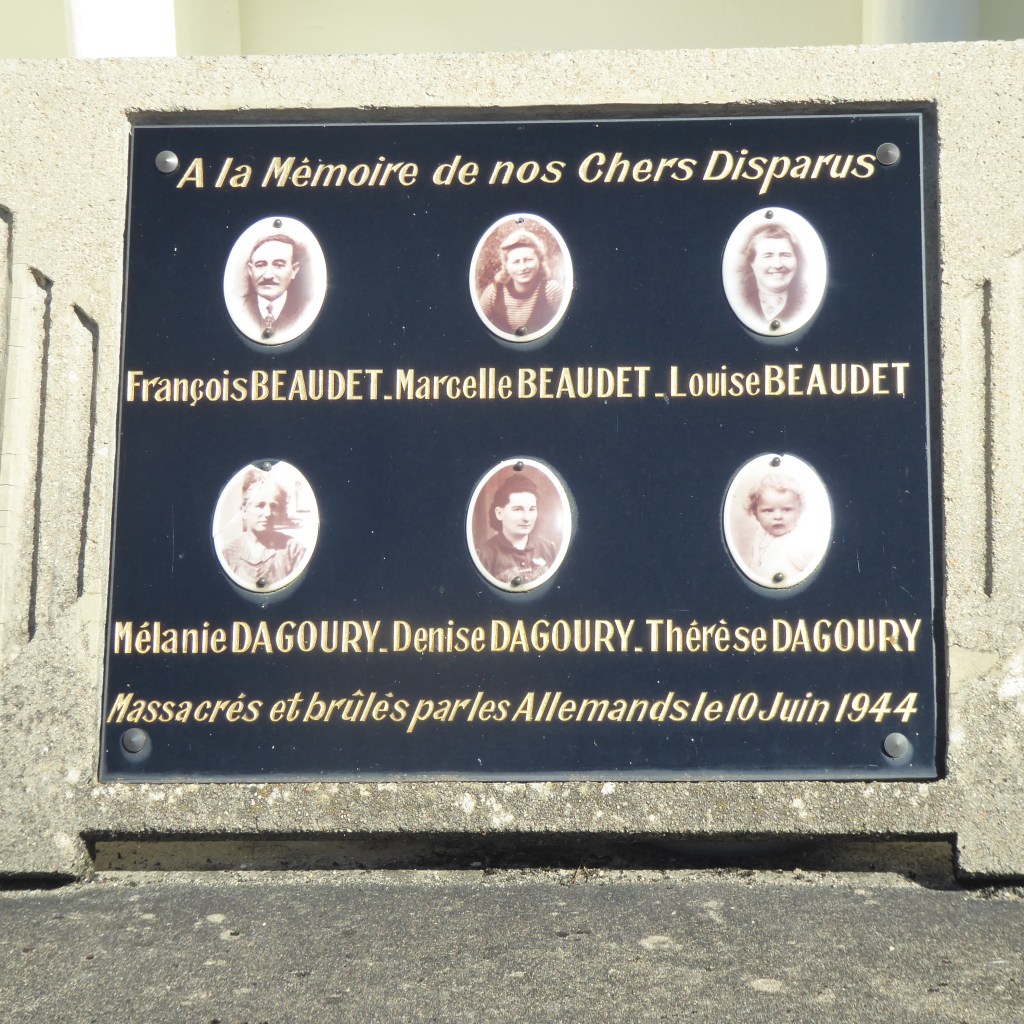 A la Mémoire de nos Chers Disparus
François BEAUDET_Marcelle BEAUDET_Louise BEAUDET
Mélanie DAGOURY_Denise DAGOURY_Thérèse DAGOURY
Massacrés et brûlés par les Allemands le 10 Juin 1944